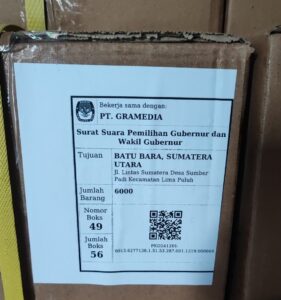 Bekerja sama dengan:
PT. GRAMEDIA
Surat Suara Pemilihan Gubernur dan
Wakil Gubernur
Tujuan
BATU BARA, SUMATERA
UTARA
Jl. Lintas Sumatera Desa Sumber
Padi Kecamatan Lima Puluh
Jumlah
Barang
6000
Nomor
Boks
49
Jumlah
Boks
56